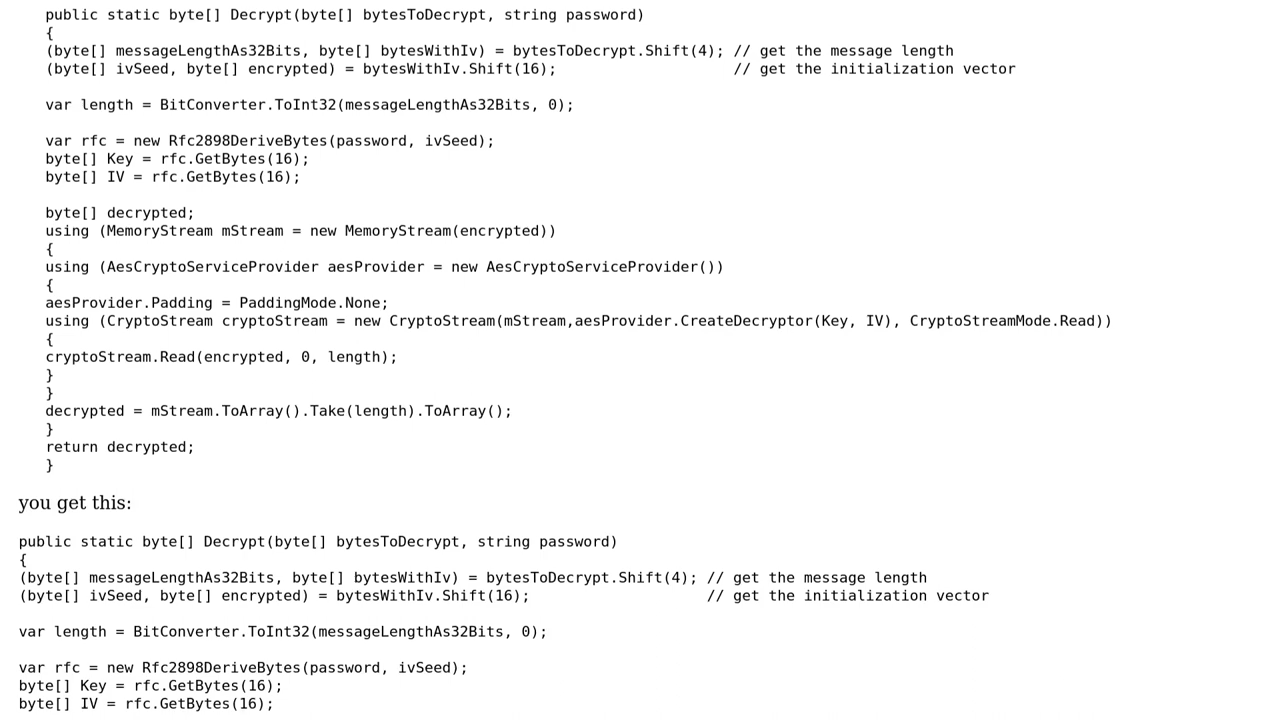 public static byte[] Decrypt(byte[] bytesToDecrypt, string password)
{
(byte[] messageLengthAs32Bits, byte[] bytesWithIv) = bytesToDecrypt.Shift(4); // get the message length
(byte[] ivSeed, byte[] encrypted) = bytesWithIv.Shift(16);                    // get the initialization vector

var length = BitConverter.ToInt32(messageLengthAs32Bits, 0);

var rfc = new Rfc2898DeriveBytes(password, ivSeed);
byte[] Key = rfc.GetBytes(16);
byte[] IV = rfc.GetBytes(16);

byte[] decrypted;
using (MemoryStream mStream = new MemoryStream(encrypted))
{
using (AesCryptoServiceProvider aesProvider = new AesCryptoServiceProvider())
{
aesProvider.Padding = PaddingMode.None;
using (CryptoStream cryptoStream = new CryptoStream(mStream,aesProvider.CreateDecryptor(Key, IV), CryptoStreamMode.Read))
{
cryptoStream.Read(encrypted, 0, length);
}
}
decrypted = mStream.ToArray().Take(length).ToArray();
}
return decrypted;
}
you get this:
public static byte[] Decrypt(byte[] bytesToDecrypt, string password)
{
(byte[] messageLengthAs32Bits, byte[] bytesWithIv) = bytesToDecrypt.Shift(4); // get the message length
(byte[] ivSeed, byte[] encrypted) = bytesWithIv.Shift(16);                    // get the initialization vector

var length = BitConverter.ToInt32(messageLengthAs32Bits, 0);

var rfc = new Rfc2898DeriveBytes(password, ivSeed);
byte[] Key = rfc.GetBytes(16);
byte[] IV = rfc.GetBytes(16);